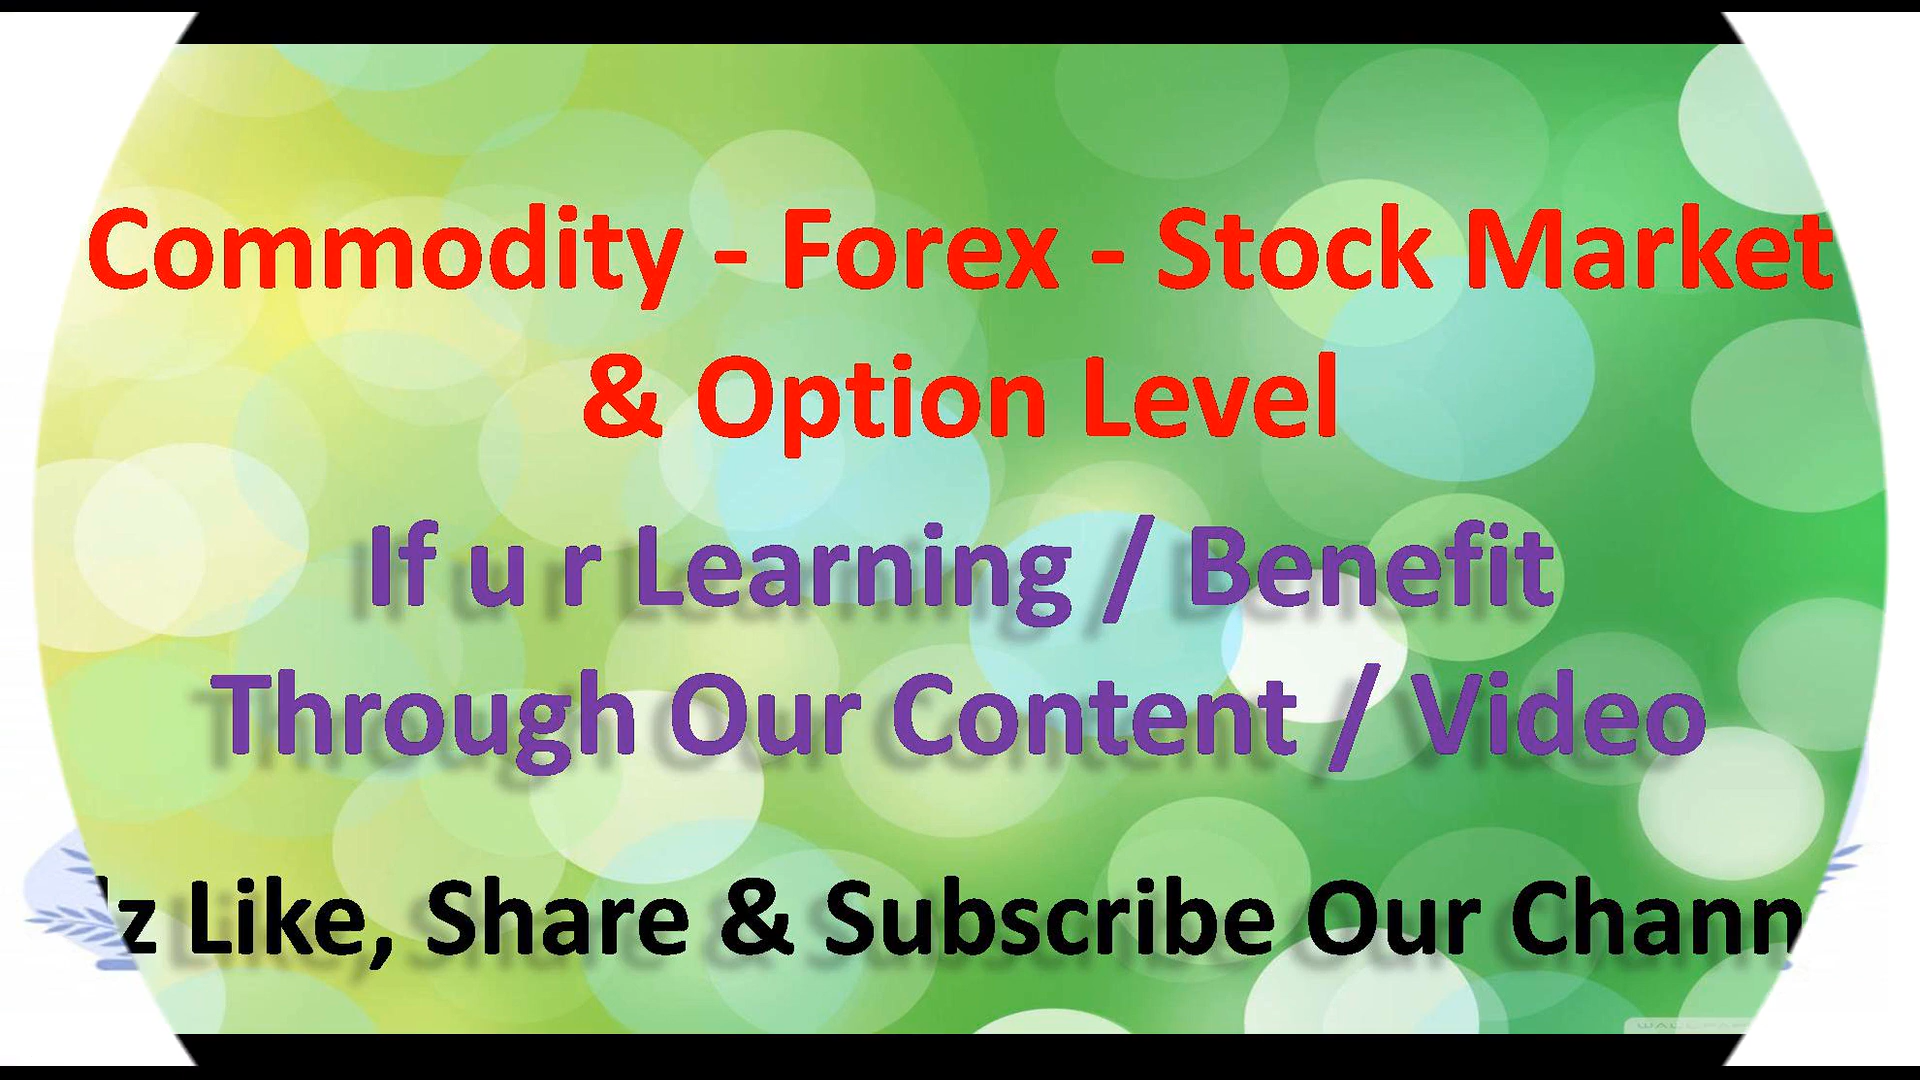 Commodity - Forex - Stock Market
& Option Level
If u r Learning / Benefit
Through Our Content / Video
Like, Share & Subscribe Our